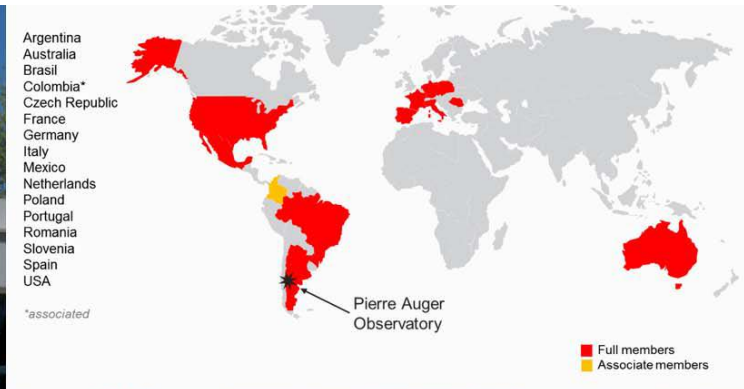 Argentina
Australia
Brasil
Colombia*
Czech Republic
France
Germany
Italy
Mexico
Netherlands
Poland
Portugal
Romania
Slovenia
Spain
USA
*associated
Pierre Auger
Observatory
Full members
Associate members